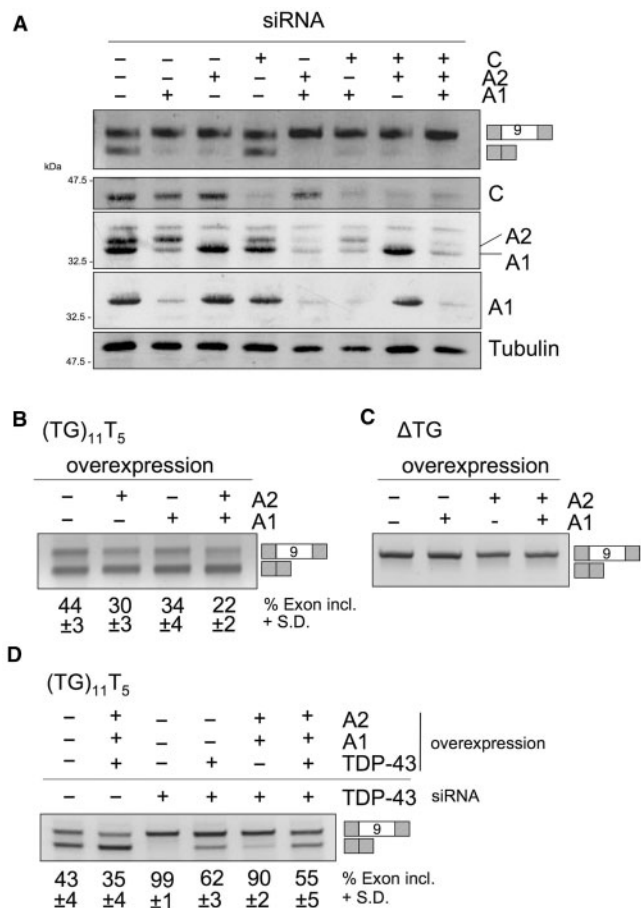 A
siRNA
– – – + – + + + C
– – + – + – + + A2
– + – – + + – + A1
9
kDa
47.5 -
C
A2
A1
32.5 -
A1
32.5 -
Tubulin
47.5 -
B (TG)11T5
overexpression
– + – + A2
– – + + A1
9
44 30 34 22 % Exon incl.
±3 ±3 ±4 ±2 + S.D.
C ΔTG
overexpression
– – + + A2
– + - + A1
9
D
(TG)11T5
– + – – + + A2
– + – – + + A1
– + – + – + TDP-43
overexpression
– – + + + + TDP-43 siRNA
9
43 35 99 62 90 55 % Exon incl.
±4 ±4 ±1 ±3 ±2 ±5 + S.D.